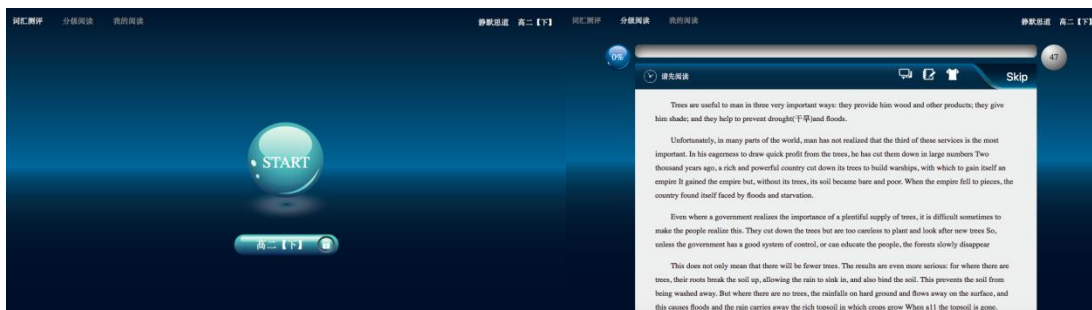 词汇测评 分级阅读 我的阅读
静默思道 高二【下】
START
高二【下】
词汇测评 分级阅读 我的阅读
静默思道 高二【下】
0%
47
请先阅读
Skip
Trees are useful to man in three very important ways: they provide him wood and other products; they give
him shade; and they help to prevent drought(干旱)and floods.
Unfortunately, in many parts of the world, man has not realized that the third of these services is the most
important. In his eagerness to draw quick profit from the trees, he has cut them down in large numbers Two
thousand years ago, a rich and powerful country cut down its trees to build warships, with which to gain itself an
empire It gained the empire but, without its trees, its soil became bare and poor. When the empire fell to pieces, the
country found itself faced by floods and starvation.
Even where a government realizes the importance of a plentiful supply of trees, it is difficult sometimes to
make the people realize this. They cut down the trees but are too careless to plant and look after new trees So,
unless the government has a good system of control, or can educate the people, the forests slowly disappear
This does not only mean that there will be fewer trees. The results are even more serious: for where there are
trees, their roots break the soil up, allowing the rain to sink in, and also bind the soil. This prevents the soil from
being washed away. But where there are no trees, the rainfalls on hard ground and flows away on the surface, and
this causes floods and the rain carries away the rich topsoil in which crops grow When a11 the topsoil is gone,